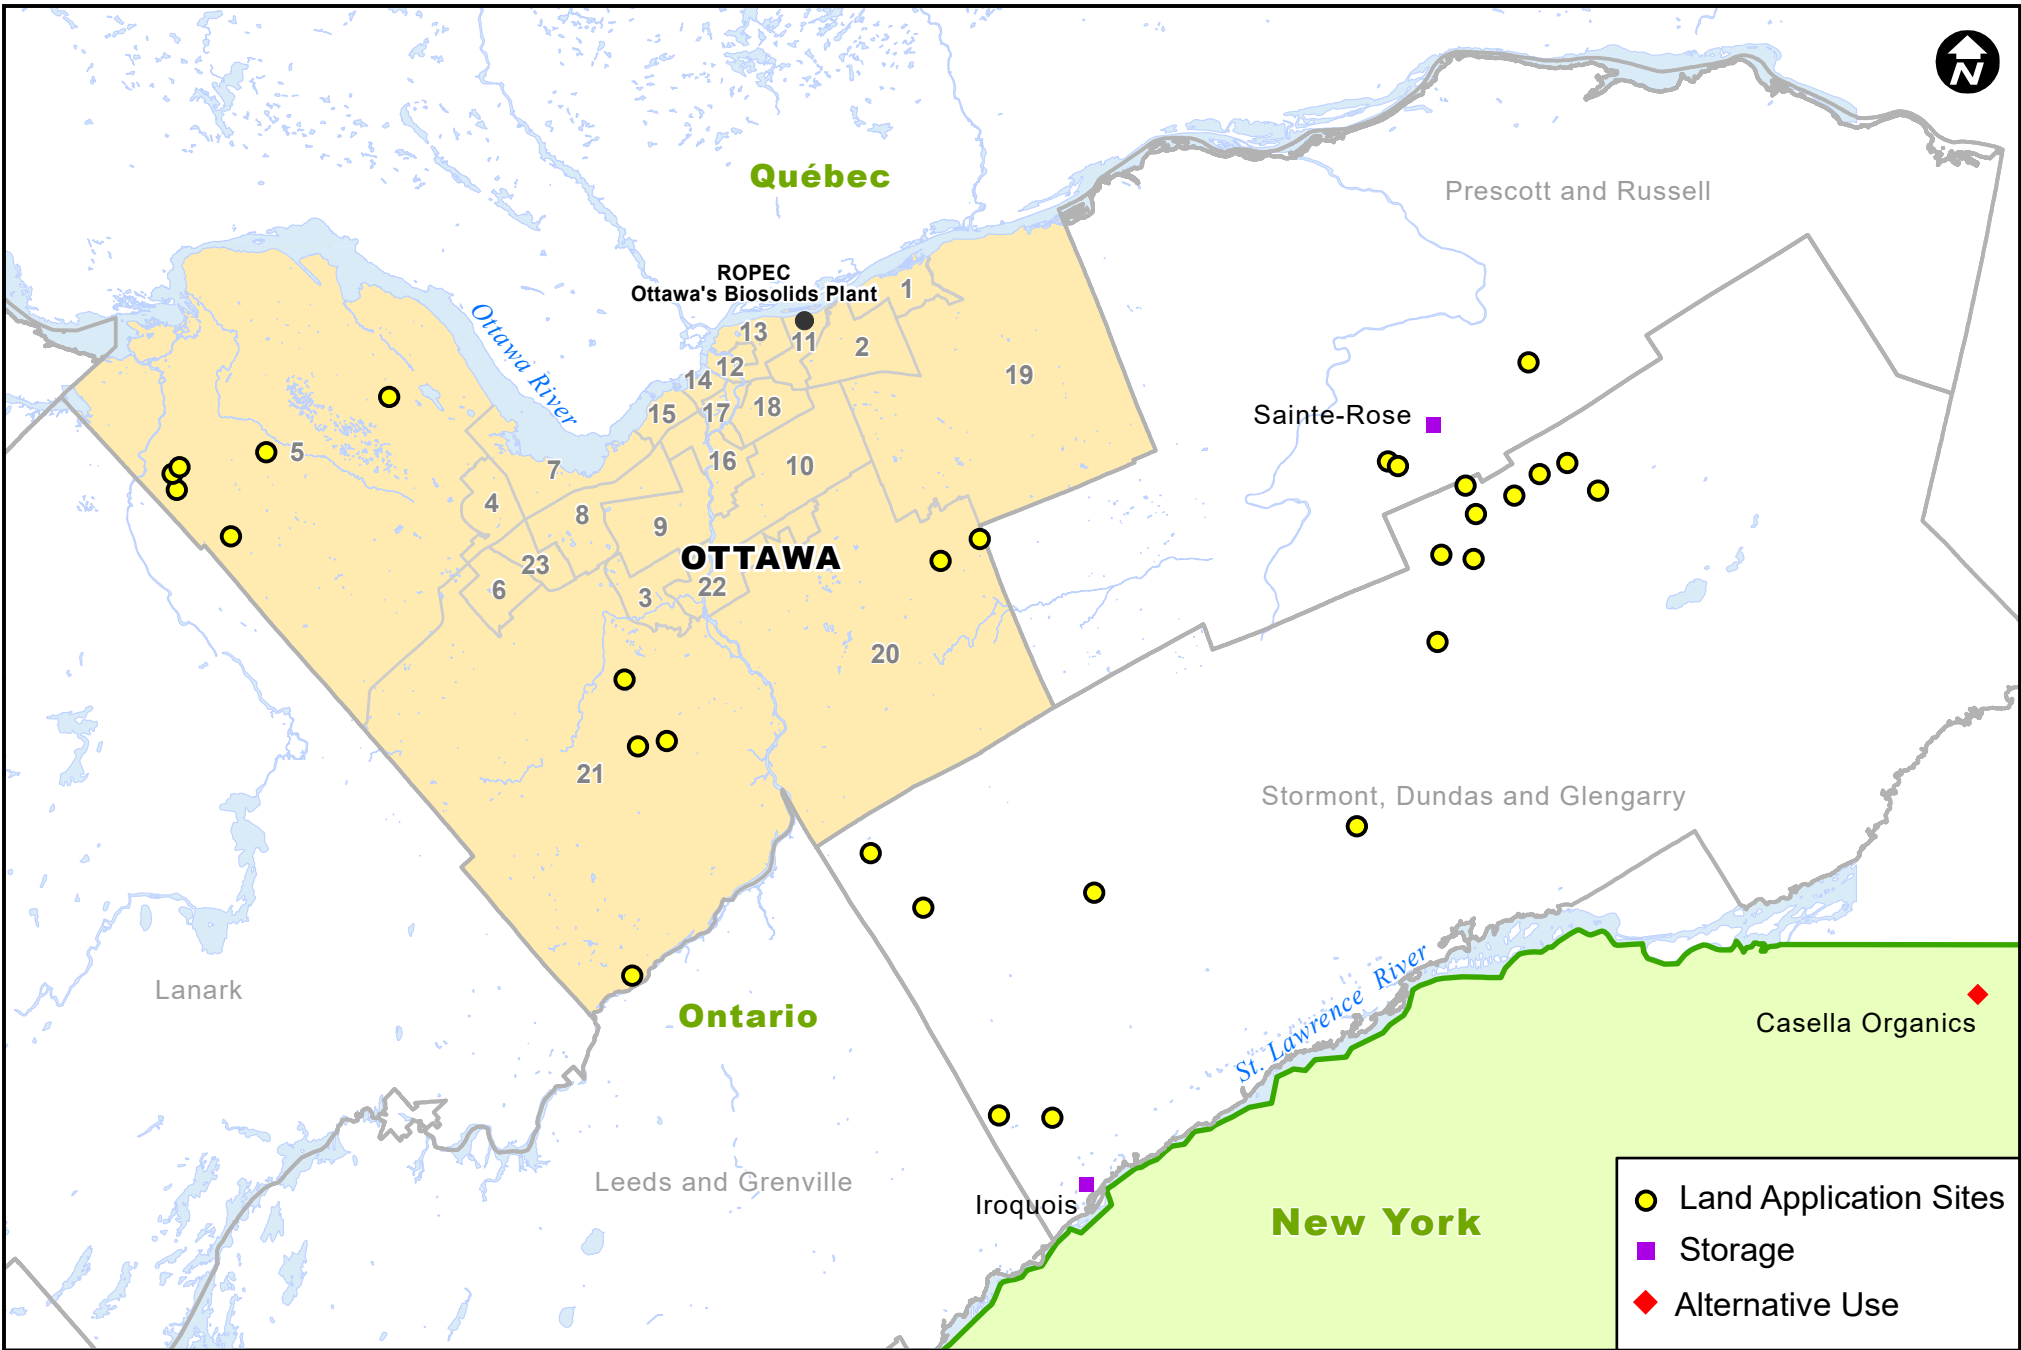 N
Québec
Prescott and Russell
ROPEC
Ottawa's Biosolids Plant
1
Ottawa River
13
11
2
12
14
19
15
17
18
Sainte-Rose
5
7
16
10
4
8
9
OTTAWA
23
6
3
22
20
21
Stormont, Dundas and Glengarry
Lanark
Ontario
St. Lawrence River
Casella Organics
Leeds and Grenville
Iroquois
New York
Land Application Sites
Storage
Alternative Use